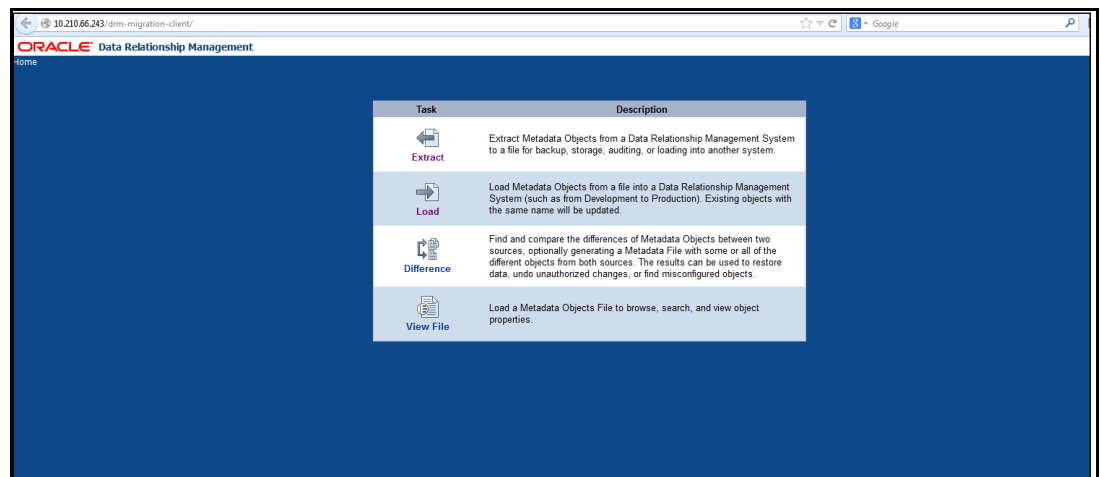 10.210.66.243/drm-migration-client/
Google
ORACLE Data Relationship Management
Home
Task Description
Extract Metadata Objects from a Data Relationship Management System
to a file for backup, storage, auditing, or loading into another system.
Extract
Load Metadata Objects from a file into a Data Relationship Management
System (such as from Development to Production). Existing objects with
the same name will be updated.
Load
Find and compare the differences of Metadata Objects between two
sources, optionally generating a Metadata File with some or all of the
different objects from both sources. The results can be used to restore
data, undo unauthorized changes, or find misconfigured objects.
Difference
Load a Metadata Objects File to browse, search, and view object
properties.
View File